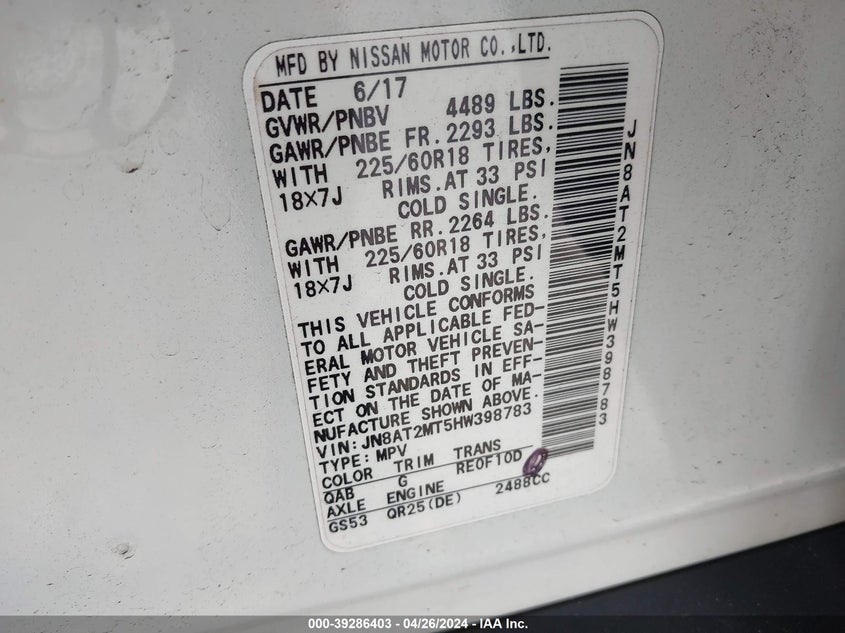 MFD BY NISSAN MOTOR CO.,LTD.
DATE 6/17
GVWR/PNBV 4489 LBS.
GAWR/PNBE FR. 2293 LBS.
WITH 225/60R18 TIRES,
18×7J RIMS.AT 33 PSI
COLD SINGLE.
GAWR/PNBE RR. 2264 LBS.
WITH 225/60R18 TIRES,
18×7J RIMS.AT 33 PSI
COLD SINGLE.
THIS VEHICLE CONFORMS
TO ALL APPLICABLE FED-
ERAL MOTOR VEHICLE SA-
FETY AND THEFT PREVEN-
TION STANDARDS IN EFF-
ECT ON THE DATE OF MA-
NUFACTURE SHOWN ABOVE.
VIN:JN8AT2MT5HW398783
TYPE:MPV
COLOR TRIM TRANS
QAB G RE0F10D
AXLE ENGINE
GS53 QR25(DE) 2488CC
JN8AT2MT5HW398783
000-39286403 - 04/26/2024 - IAA Inc.